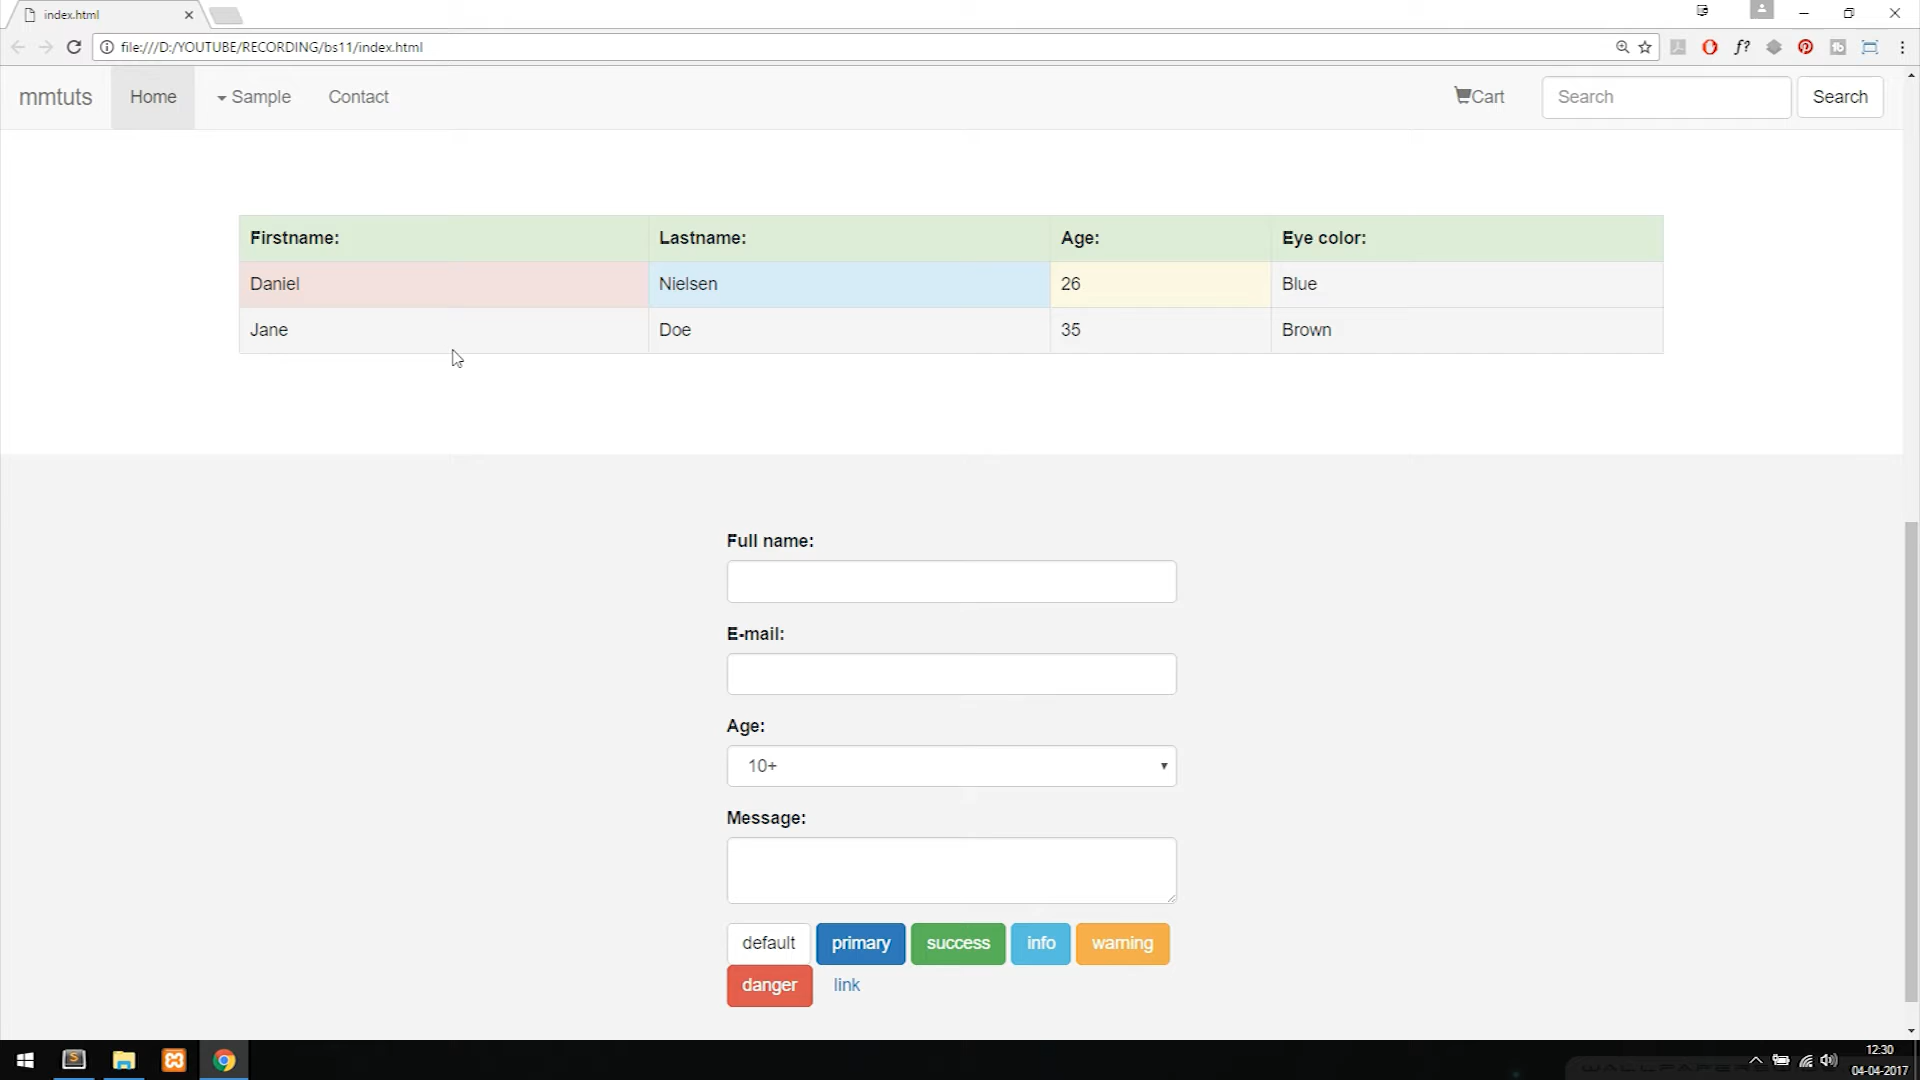 index.html
file:///D:/YOUTUBE/RECORDING/bs11/index.html
mmtuts Home Sample Contact Cart Search Search
Firstname: Lastname: Age: Eye color:
Daniel Nielsen 26 Blue
Jane Doe 35 Brown
Full name:
E-mail:
Age:
10+
Message:
default primary success info warning
danger link
12:30
04-04-2017